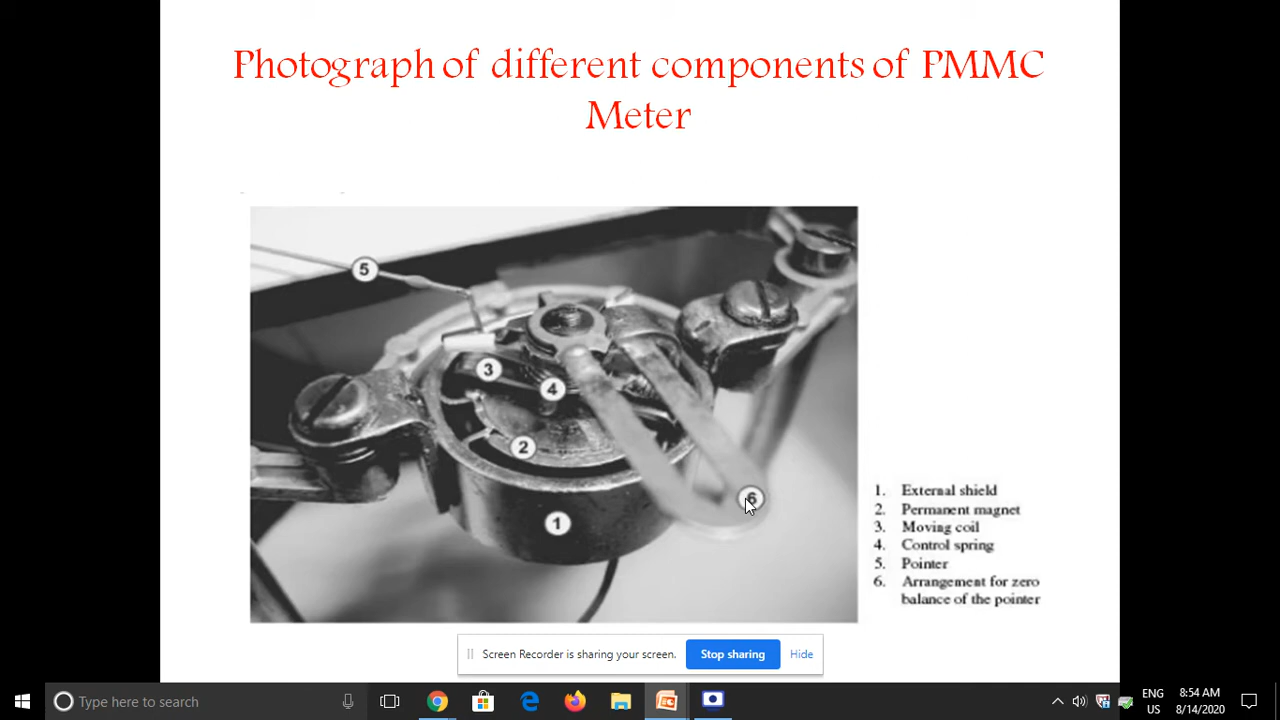 Photograph of different components of PMMC
Meter
5
3
4
2
6
1
1. External shield
2. Permanent magnet
3. Moving coil
4. Control spring
5. Pointer
6. Arrangement for zero
balance of the pointer
Screen Recorder is sharing your screen. Stop sharing Hide
Type here to search
ENG
US
8:54 AM
8/14/2020